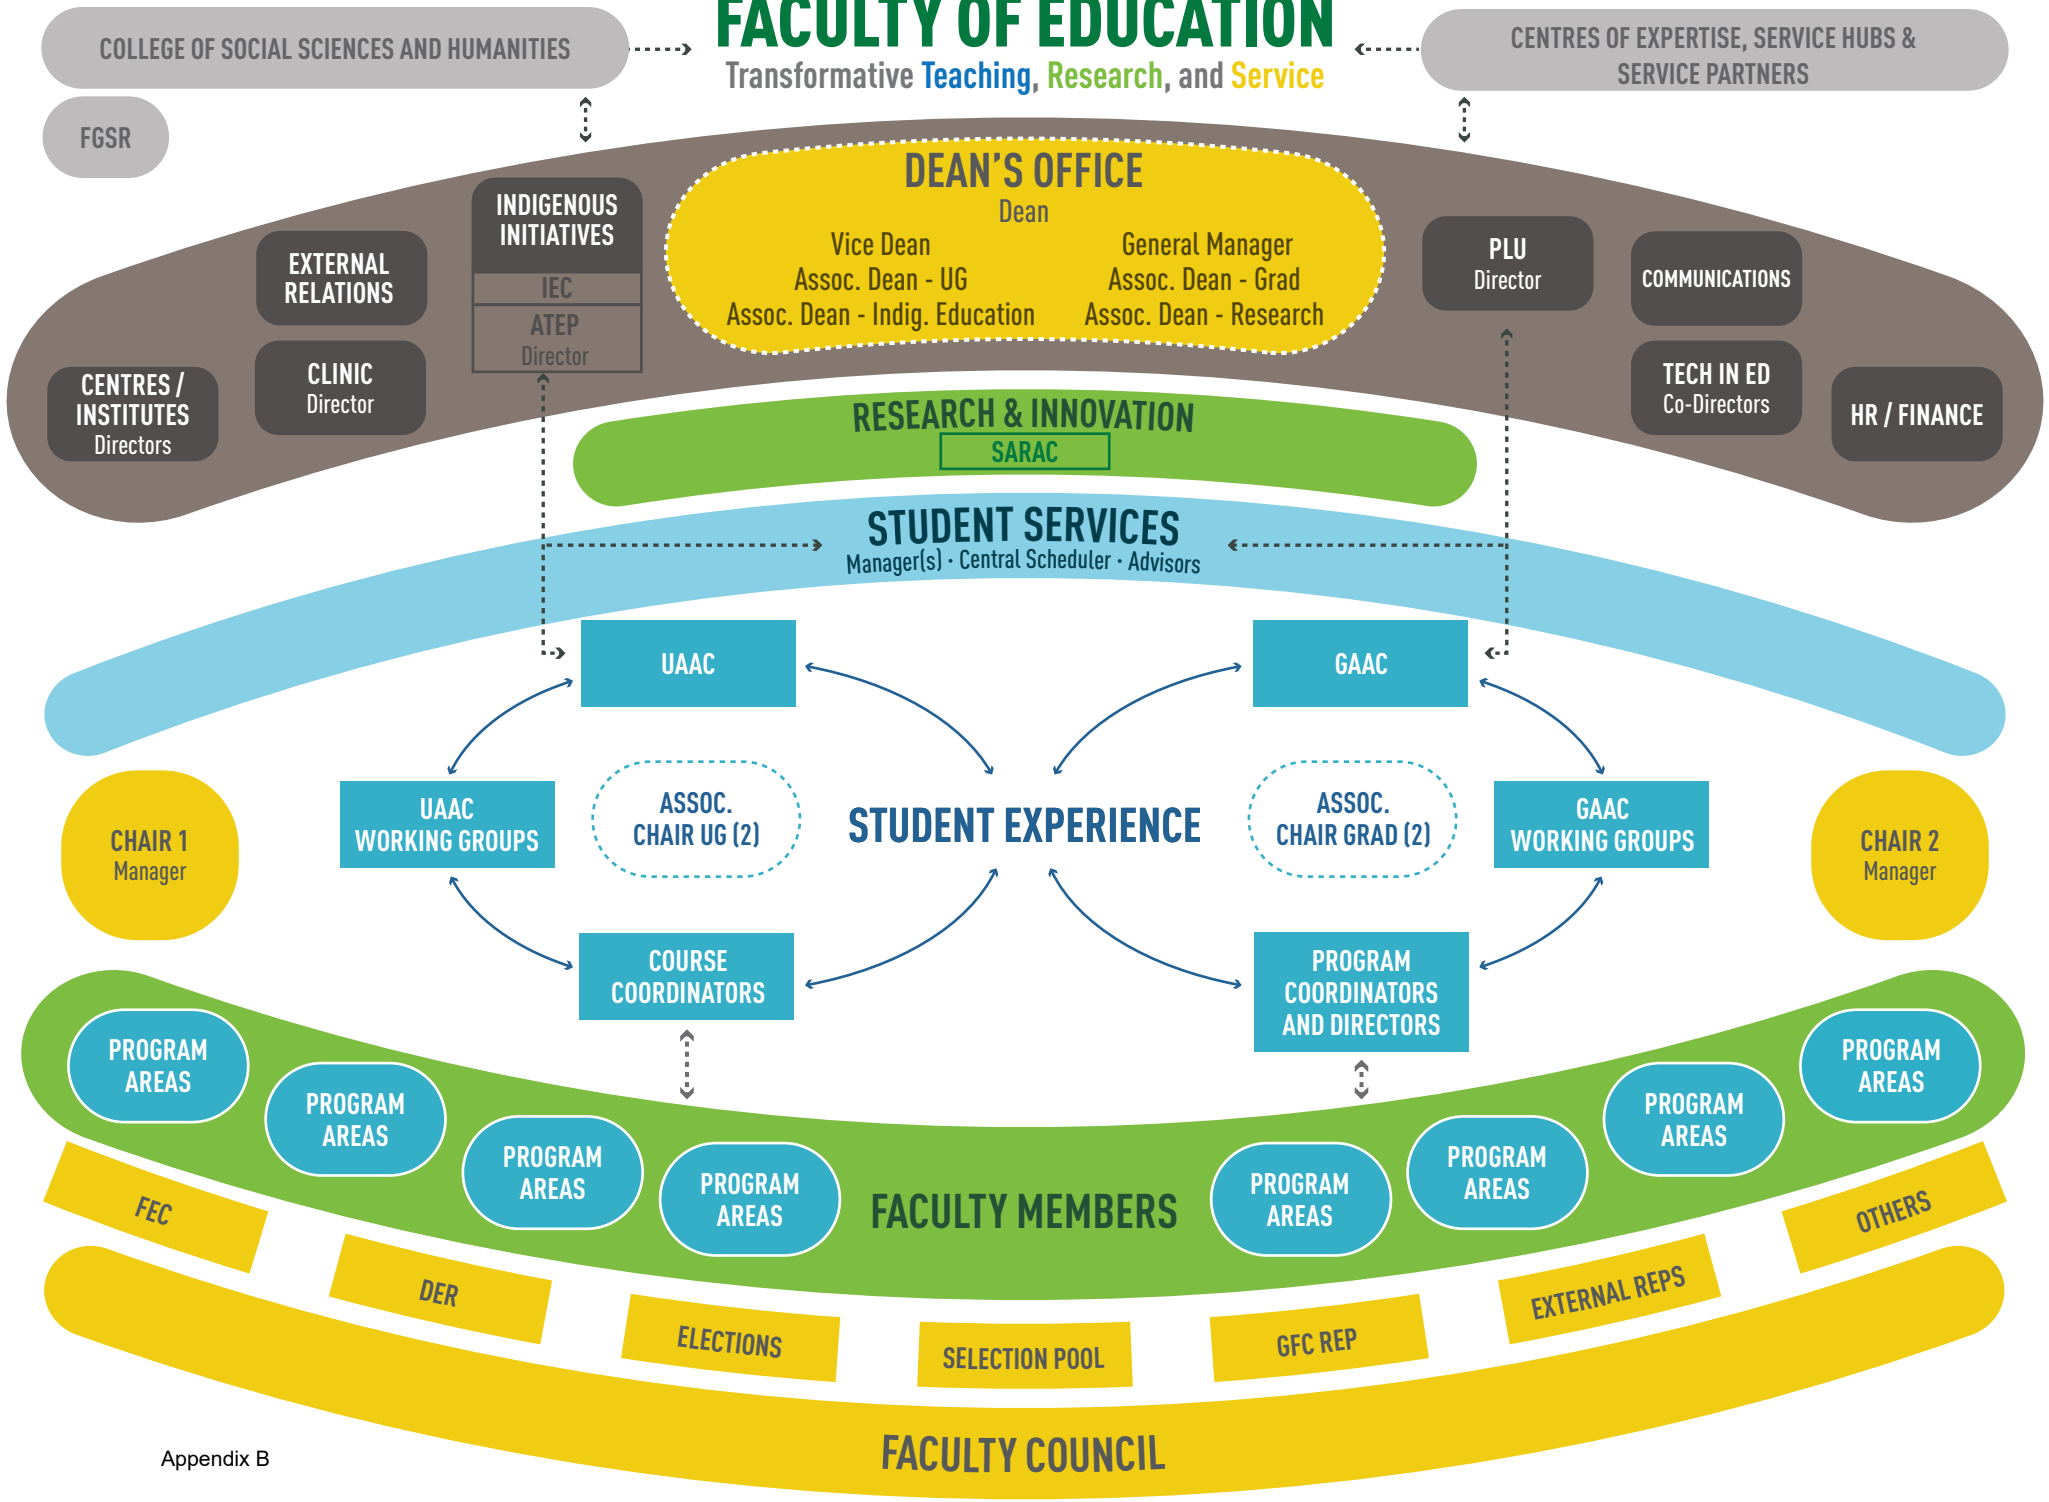 FACULTY OF EDUCATION
Transformative Teaching, Research, and Service
COLLEGE OF SOCIAL SCIENCES AND HUMANITIES
CENTRES OF EXPERTISE, SERVICE HUBS &
SERVICE PARTNERS
FGSR
DEAN'S OFFICE
Dean
Vice Dean
General Manager
Assoc. Dean - UG
Assoc. Dean - Grad
Assoc. Dean - Indig. Education
Assoc. Dean - Research
CENTRES /
INSTITUTES
Directors
EXTERNAL
RELATIONS
CLINIC
Director
INDIGENOUS
INITIATIVES
IEC
ATEP
Director
PLU
Director
COMMUNICATIONS
TECH IN ED
Co-Directors
HR / FINANCE
RESEARCH & INNOVATION
SARAC
STUDENT SERVICES
Manager(s) · Central Scheduler · Advisors
UAAC
GAAC
UAAC
WORKING GROUPS
ASSOC.
CHAIR UG (2)
STUDENT EXPERIENCE
ASSOC.
CHAIR GRAD (2)
GAAC
WORKING GROUPS
CHAIR 1
Manager
CHAIR 2
Manager
COURSE
COORDINATORS
PROGRAM
COORDINATORS
AND DIRECTORS
PROGRAM
AREAS
PROGRAM
AREAS
PROGRAM
AREAS
PROGRAM
AREAS
FACULTY MEMBERS
PROGRAM
AREAS
PROGRAM
AREAS
PROGRAM
AREAS
PROGRAM
AREAS
FEC
DER
ELECTIONS
SELECTION POOL
GFC REP
EXTERNAL REPS
OTHERS
FACULTY COUNCIL
Appendix B